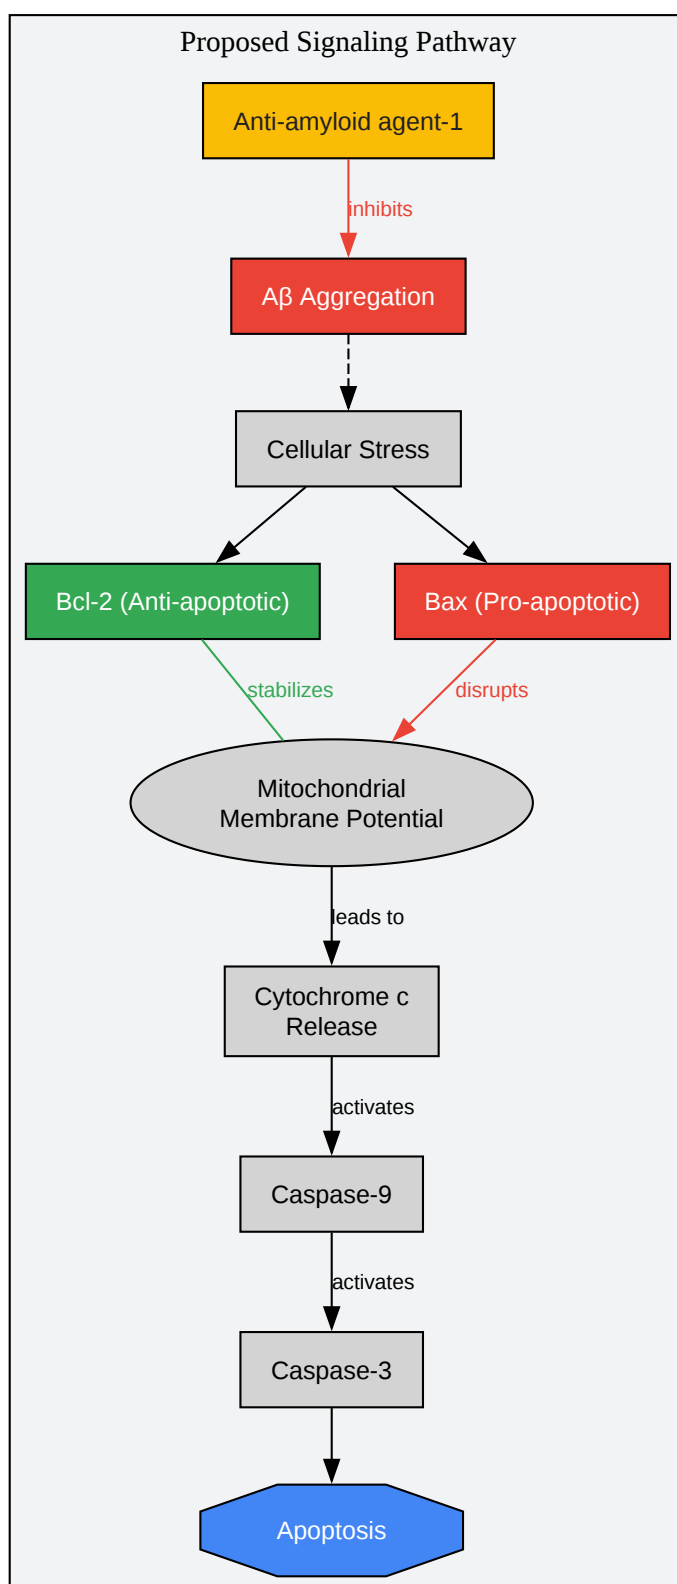 Proposed Signaling Pathway
Anti-amyloid agent-1
inhibits
Aβ Aggregation
Cellular Stress
Bcl-2 (Anti-apoptotic)
Bax (Pro-apoptotic)
stabilizes
disrupts
Mitochondrial
Membrane Potential
leads to
Cytochrome c
Release
activates
Caspase-9
activates
Caspase-3
Apoptosis